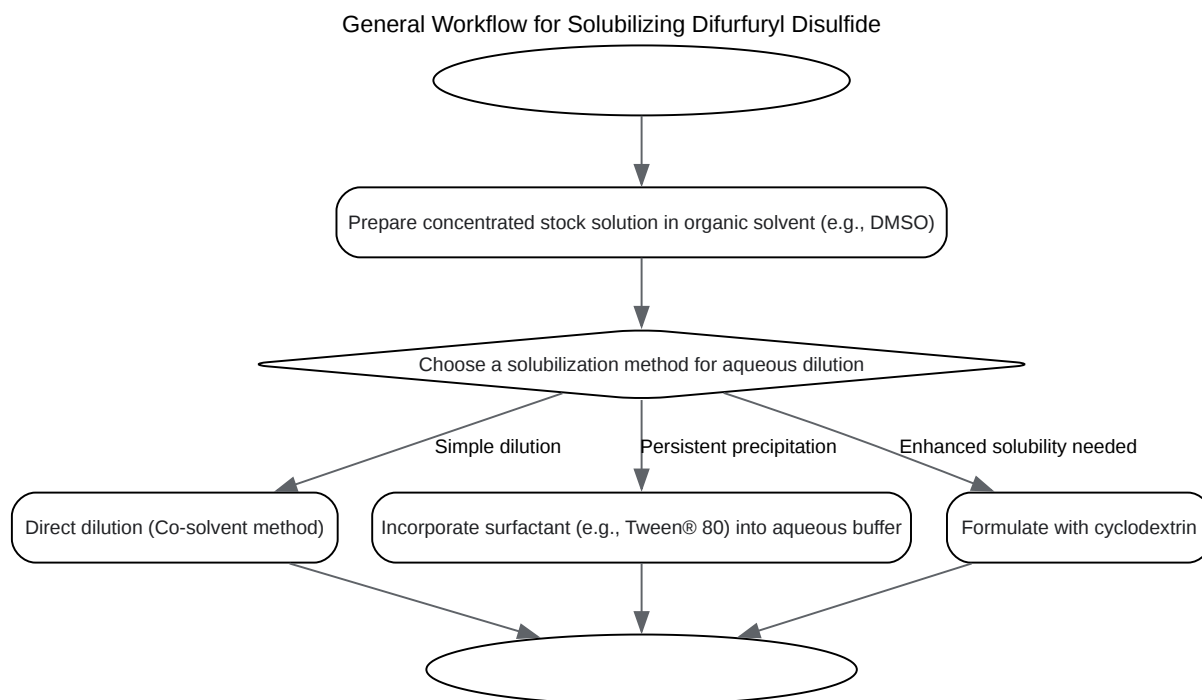 General Workflow for Solubilizing Difurfuryl Disulfide
Prepare concentrated stock solution in organic solvent (e.g., DMSO)
Choose a solubilization method for aqueous dilution
Simple dilution
Persistent precipitation
Enhanced solubility needed
Direct dilution (Co-solvent method)
Incorporate surfactant (e.g., Tween® 80) into aqueous buffer
Formulate with cyclodextrin